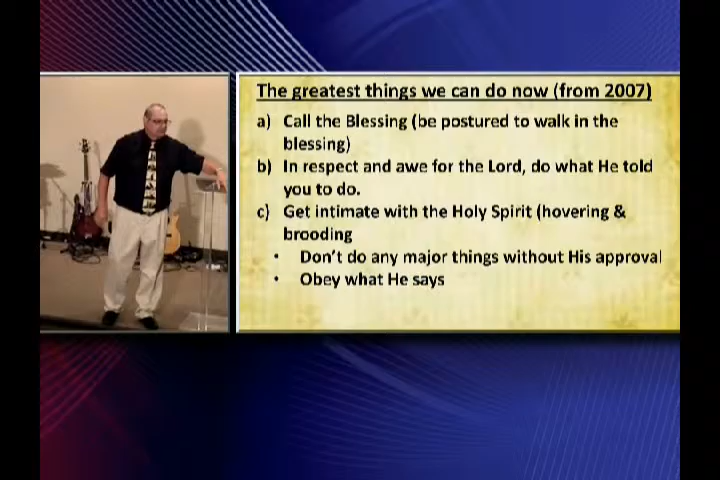 The greatest things we can do now (from 2007)
a) Call the Blessing (be postured to walk in the
blessing)
b) In respect and awe for the Lord, do what He told
you to do.
c) Get intimate with the Holy Spirit (hovering &
brooding
• Don't do any major things without His approval
• Obey what He says